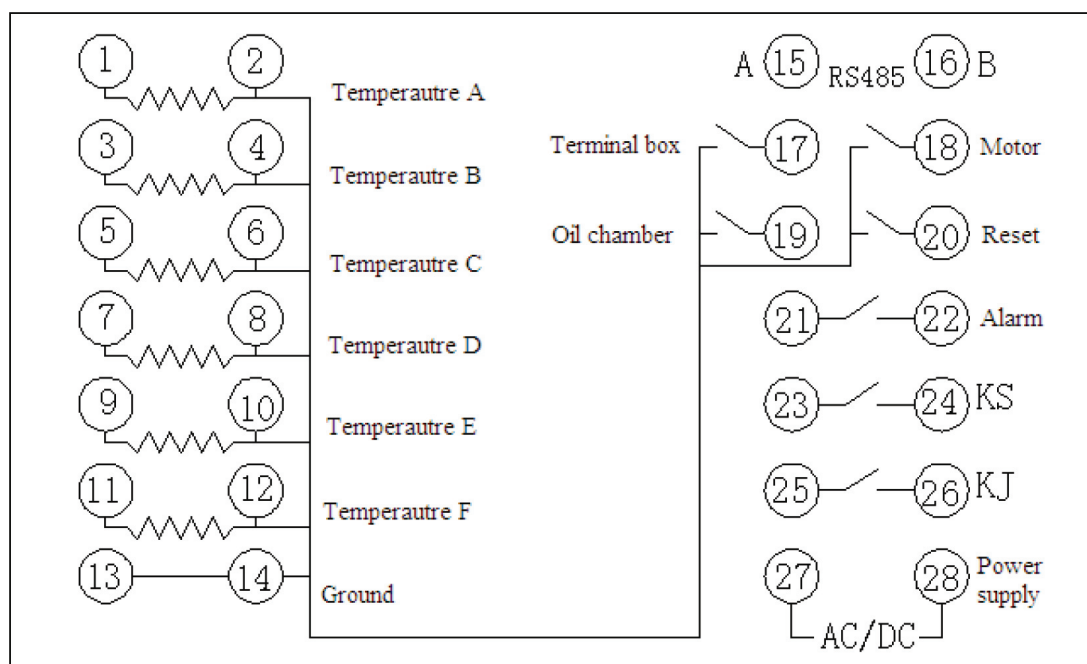 1 2
Temperautre A
3 4
Temperautre B
5 6
Temperautre C
7 8
Temperautre D
9 10
Temperautre E
11 12
Temperautre F
13 14
Ground
A 15 RS485 16 B
Terminal box 17 18 Motor
Oil chamber 19 20 Reset
21 22 Alarm
23 24 KS
25 26 KJ
27 28 Power
supply
AC/DC